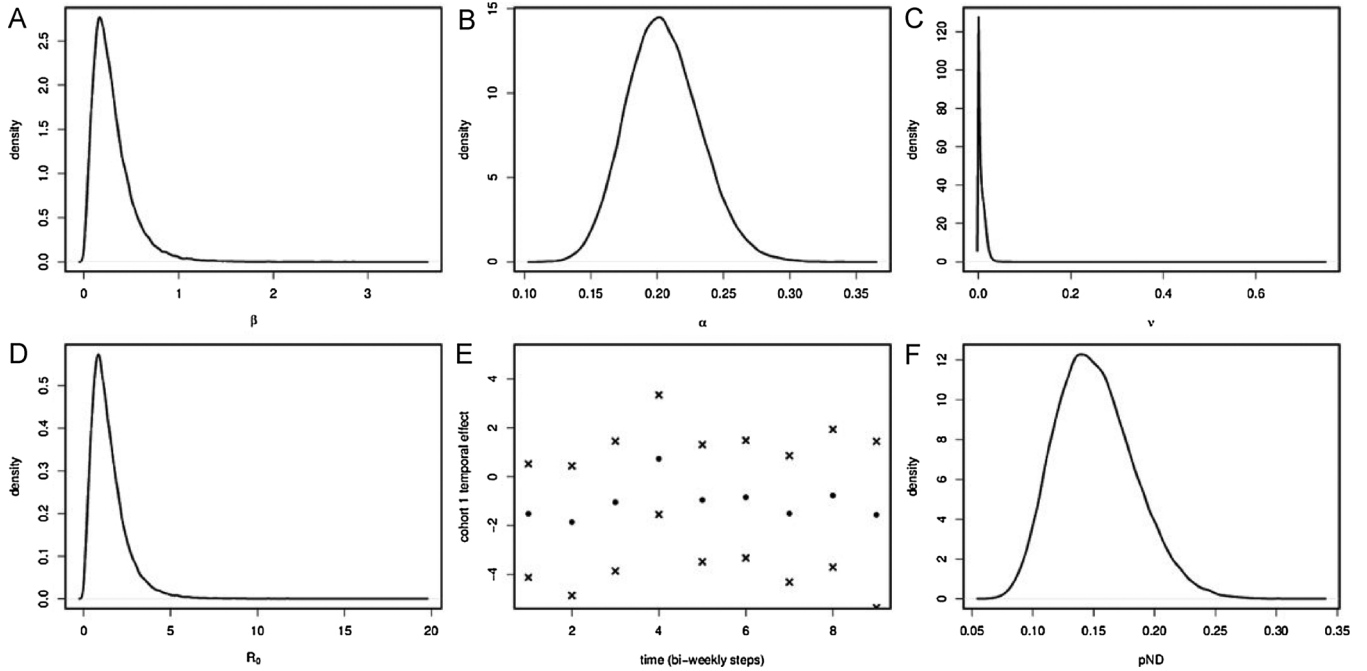 A
density
0.0 0.5 1.0 1.5 2.0 2.5
0 1 2 3
β
B
density
0 5 10 15
0.10 0.15 0.20 0.25 0.30 0.35
α
C
density
0 20 40 60 80 100 120
0.0 0.2 0.4 0.6
ν
D
density
0.0 0.1 0.2 0.3 0.4 0.5
0 5 10 15 20
R₀
E
cohort 1 temporal effect
-4 -2 0 2 4
2 4 6 8
time (bi-weekly steps)
F
density
0 2 4 6 8 10 12
0.05 0.10 0.15 0.20 0.25 0.30 0.35
pND